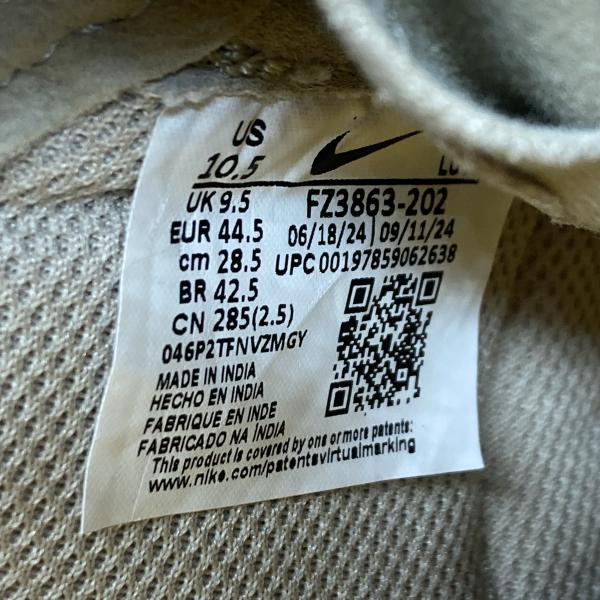 US
10.5
UK 9.5 FZ3863-202
EUR 44.5 06/18/24 | 09/11/24
cm 28.5 UPC 00197859062638
BR 42.5
CN 285(2.5)
046P2TFNVZMGY
MADE IN INDIA
HECHO EN INDIA
FABRIQUE EN INDE
FABRICADO NA ÍNDIA
This product is covered by one or more patents:
www.nike.com/patentsvirtualmarking